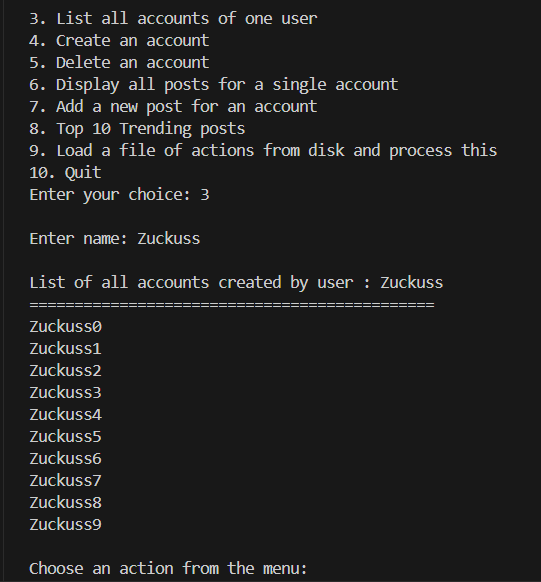 3. List all accounts of one user
4. Create an account
5. Delete an account
6. Display all posts for a single account
7. Add a new post for an account
8. Top 10 Trending posts
9. Load a file of actions from disk and process this
10. Quit
Enter your choice: 3
Enter name: Zuckuss
List of all accounts created by user : Zuckuss
=============================================
Zuckuss0
Zuckuss1
Zuckuss2
Zuckuss3
Zuckuss4
Zuckuss5
Zuckuss6
Zuckuss7
Zuckuss8
Zuckuss9
Choose an action from the menu: